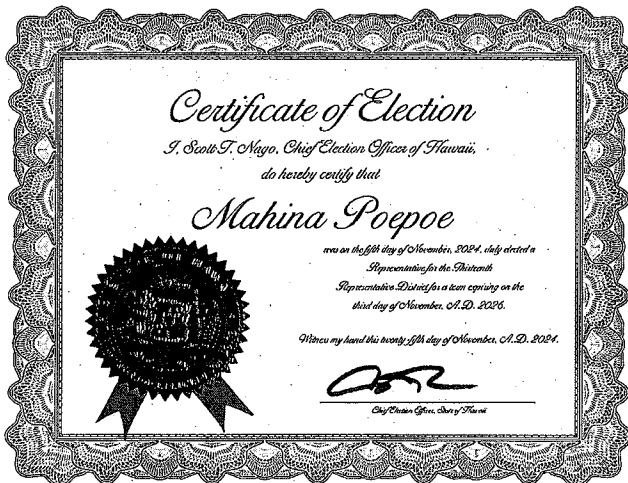 Certificate of Election
I, Scott T. Nago, Chief Election Officer of Hawaii,
do hereby certify that
Mahina Poepoe
was on the fifth day of November, 2024, duly elected a
Representative for the Thirteenth
Representative District for a term expiring on the
third day of November, A.D. 2026.
Witness my hand this twenty-fifth day of November, A.D. 2024.
Chief Election Officer, State of Hawaii